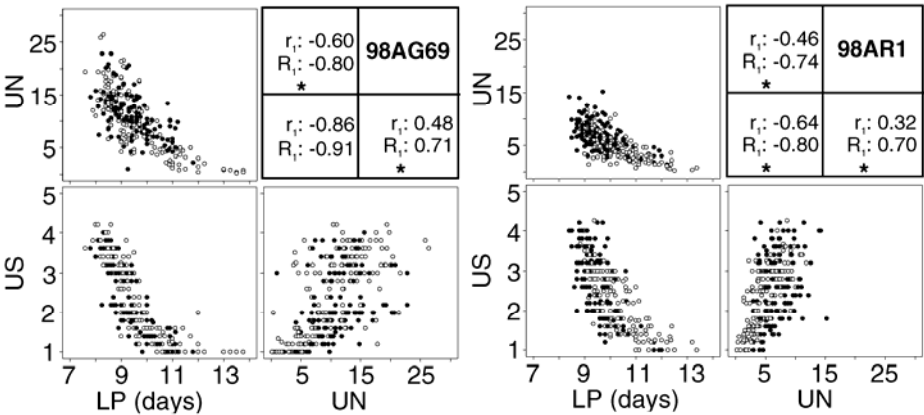 25
15
5
UN
r1: -0.60
R1: -0.80
*
98AG69
r1: -0.86
R1: -0.91
r1: 0.48
R1: 0.71
*
5
4
3
2
1
US
7 9 11 13
LP (days)
5 15 25
UN
25
15
5
UN
r1: -0.46
R1: -0.74
*
98AR1
r1: -0.64
R1: -0.80
*
r1: 0.32
R1: 0.70
*
5
4
3
2
1
US
7 9 11 13
LP (days)
5 15 25
UN